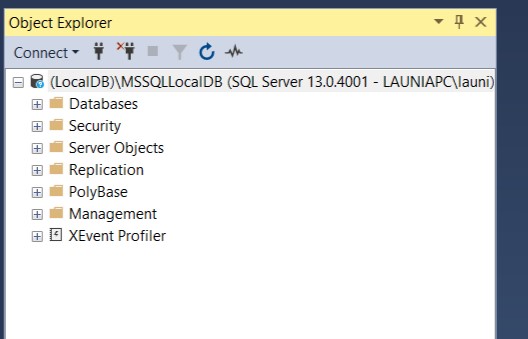 Object Explorer
Connect
(LocalDB)\MSSQLLocalDB (SQL Server 13.0.4001 - LAUNIAPC\launi)
Databases
Security
Server Objects
Replication
PolyBase
Management
XEvent Profiler